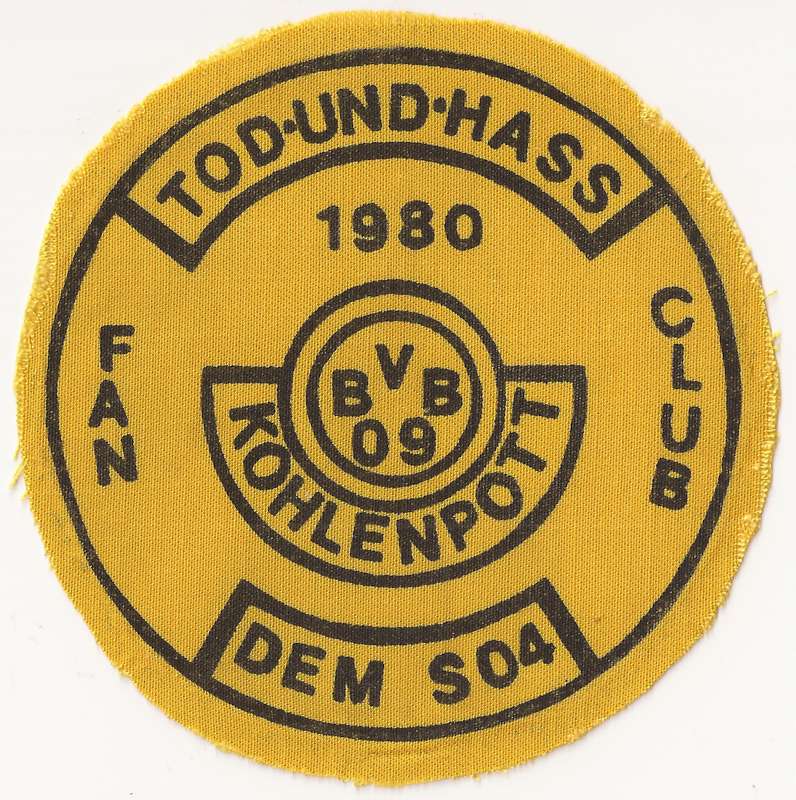 TOD·UND·HASS
1980
FAN
CLUB
BVB
09
KOHLENPOTT
DEM S04